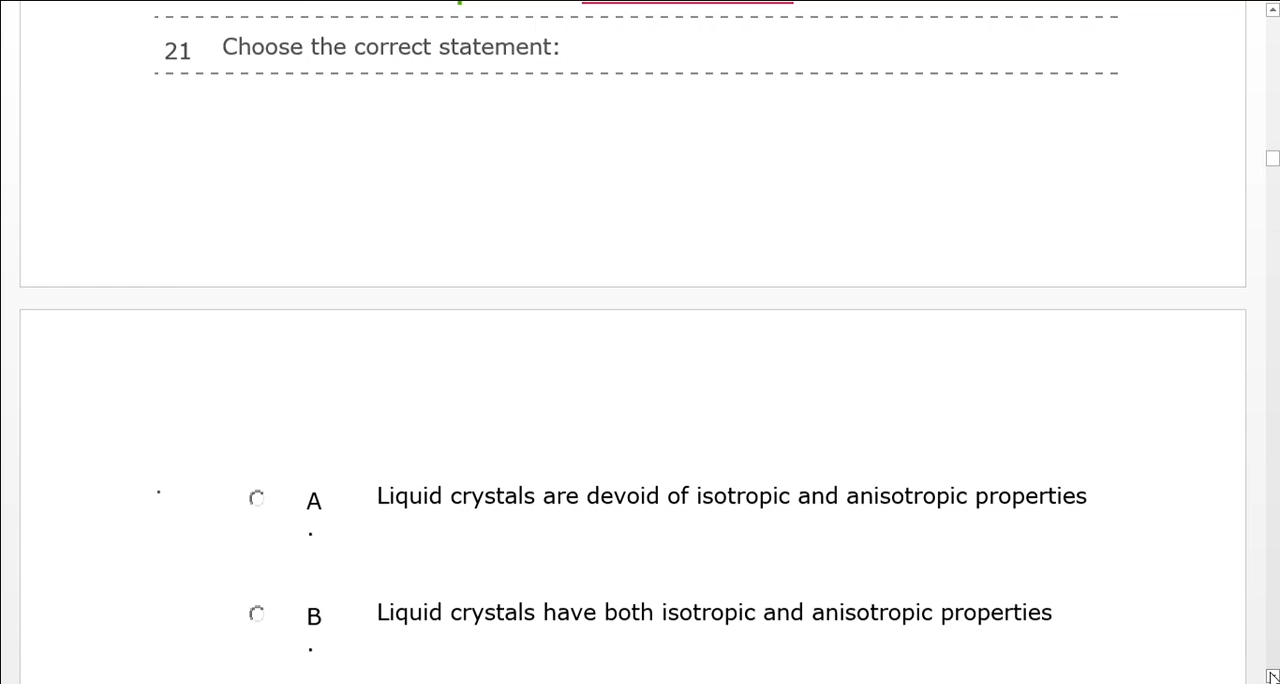 21 Choose the correct statement:
. A Liquid crystals are devoid of isotropic and anisotropic properties
.
B Liquid crystals have both isotropic and anisotropic properties
.